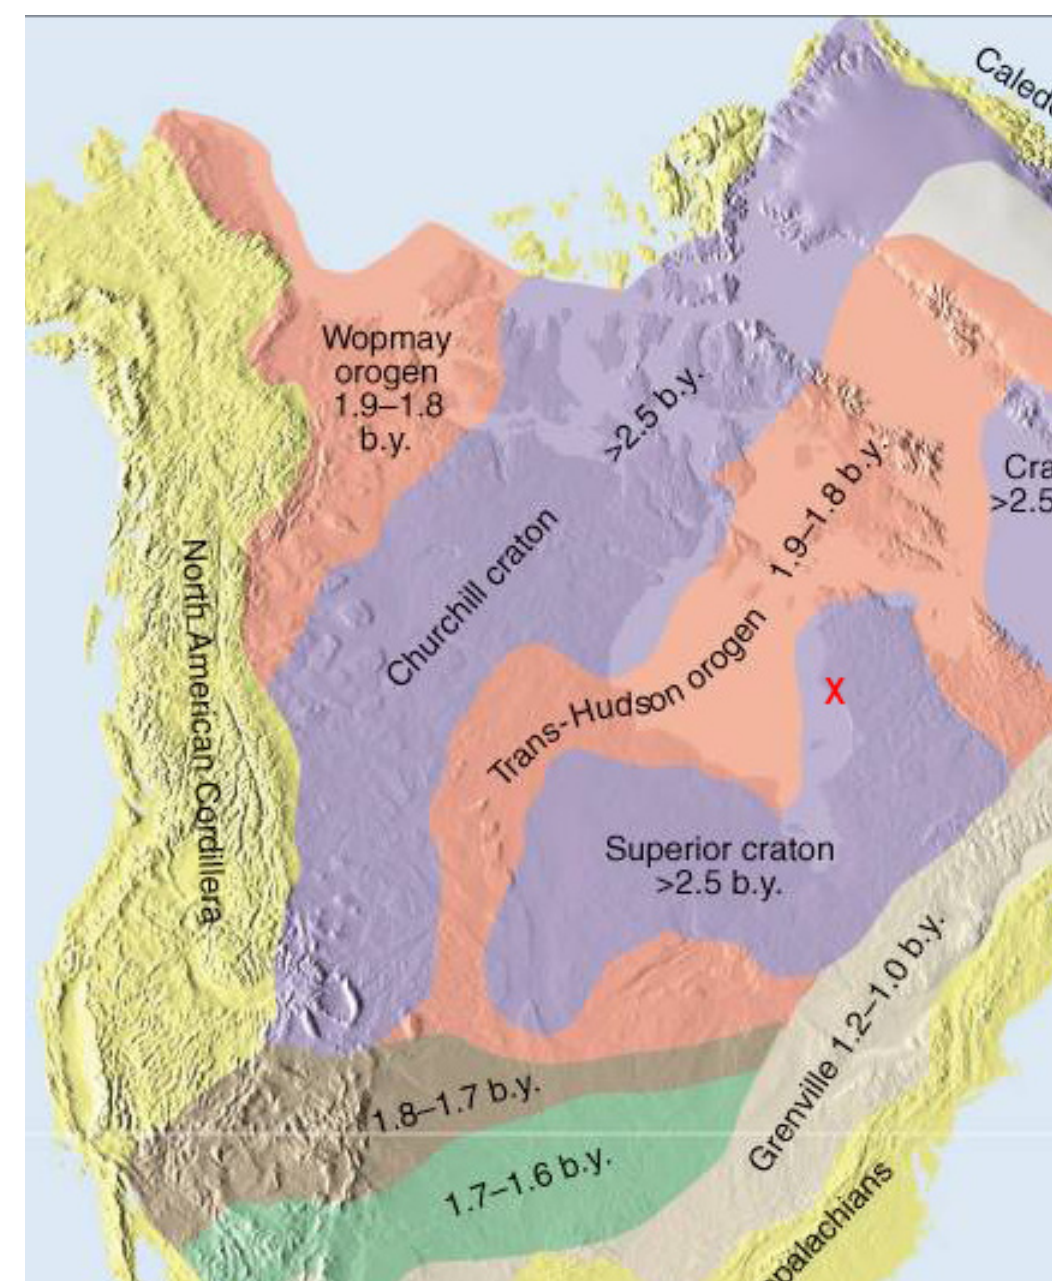 Caled
Wopmay
orogen
1.9–1.8
b.y.
>2.5 b.y.
Cra
>2.5
1.9–1.8 b.y.
Churchill craton
North American Cordillera
Trans-Hudson orogen
X
Superior craton
>2.5 b.y.
Grenville 1.2–1.0 b.y.
1.8–1.7 b.y.
1.7–1.6 b.y.
palachians